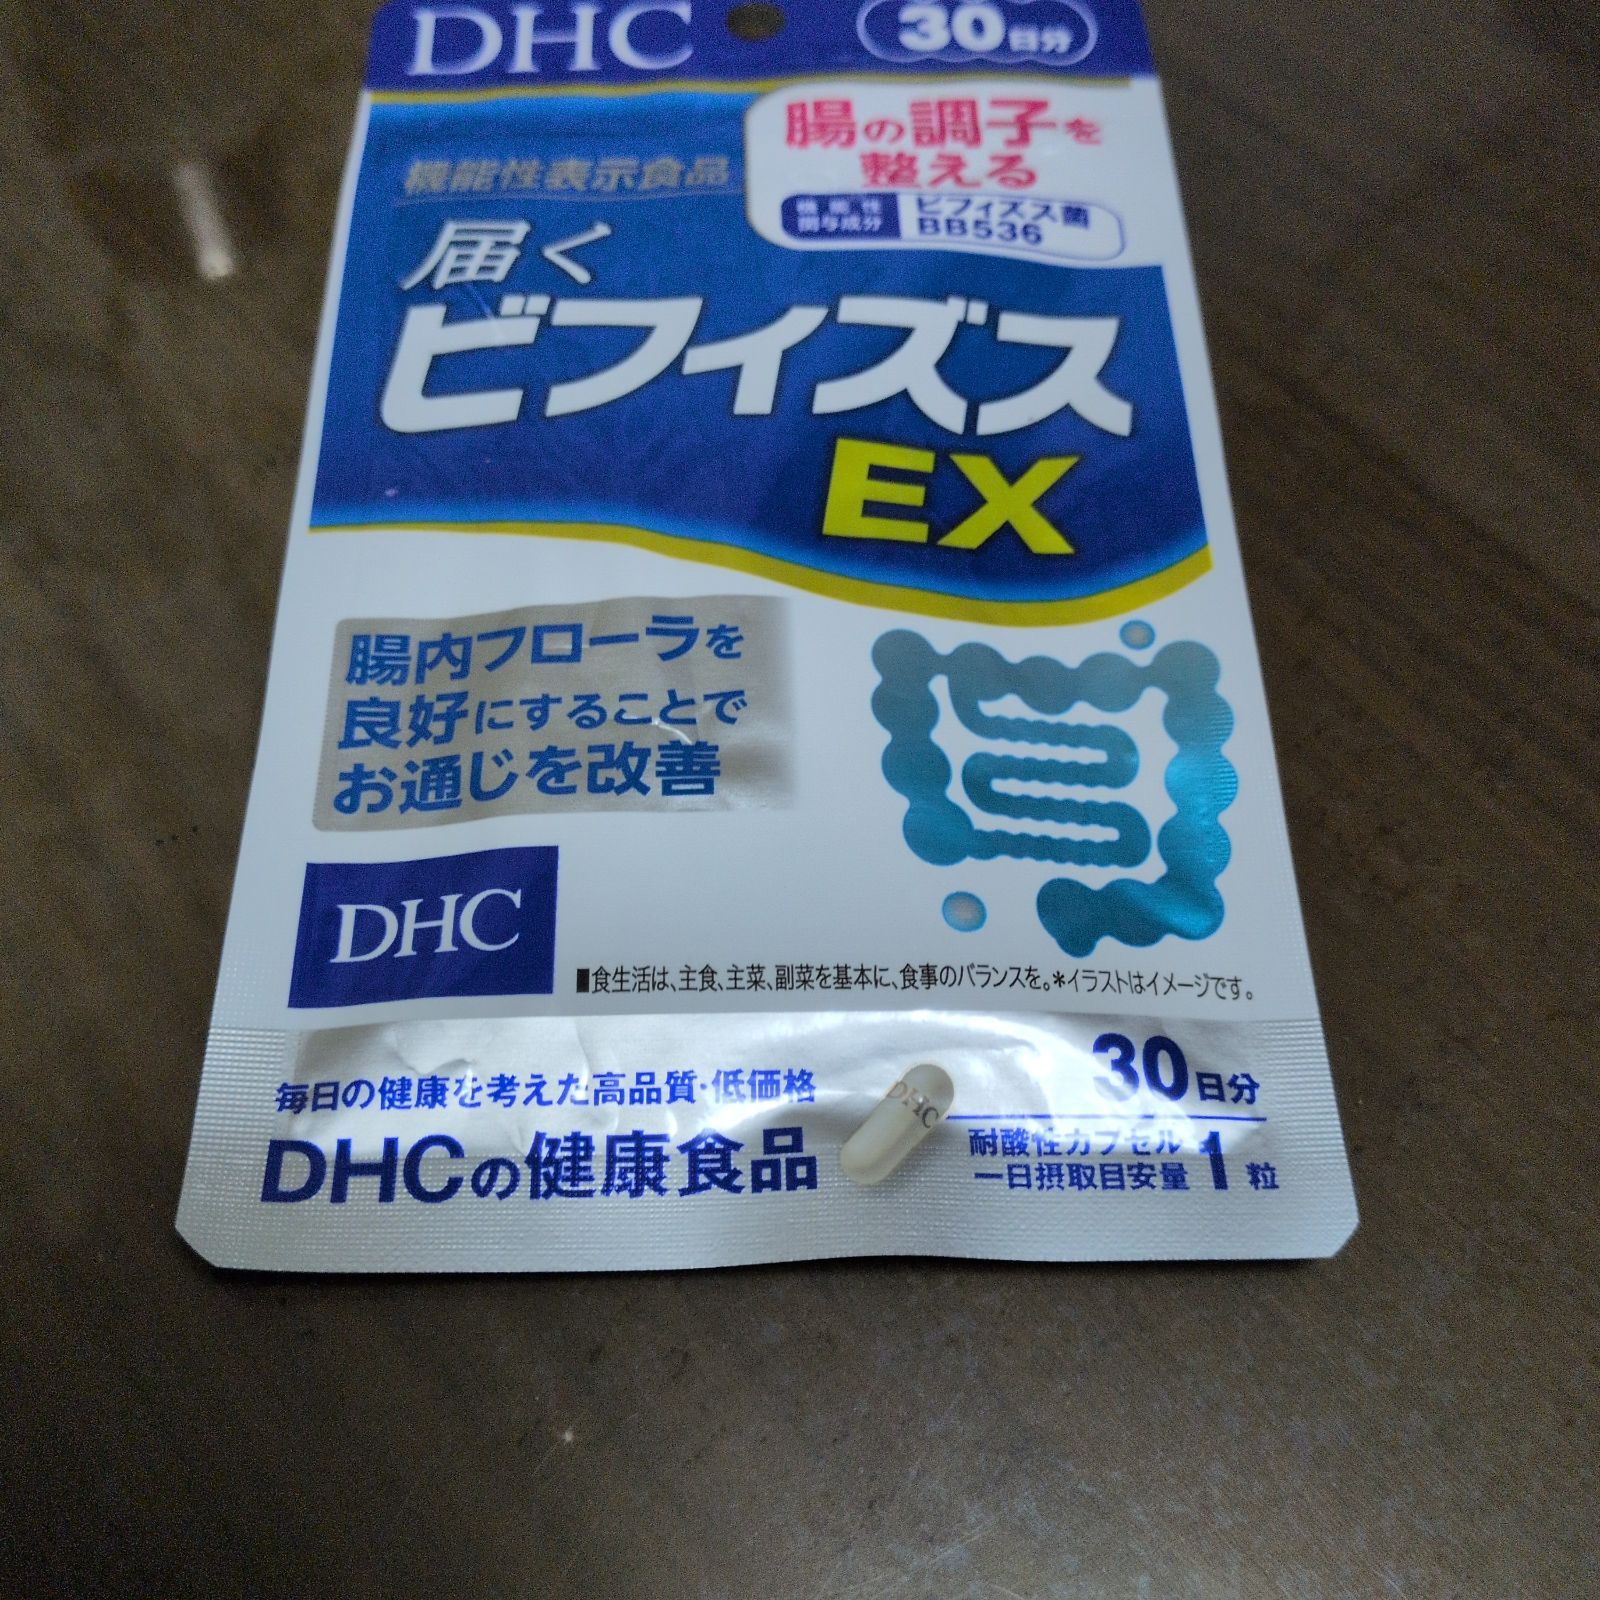 DHC
30日分
腸の調子を
整える
機能性表示食品
機能性
関与成分
ビフィズス菌
BB536
届く
ビフィズス
EX
腸内フローラを
良好にすることで
お通じを改善
DHC
■食生活は、主食、主菜、副菜を基本に、食事のバランスを。*イラストはイメージです。
毎日の健康を考えた高品質・低価格
DHCの健康食品
DHC
30日分
耐酸性カプセル
一日摂取目安量 1粒